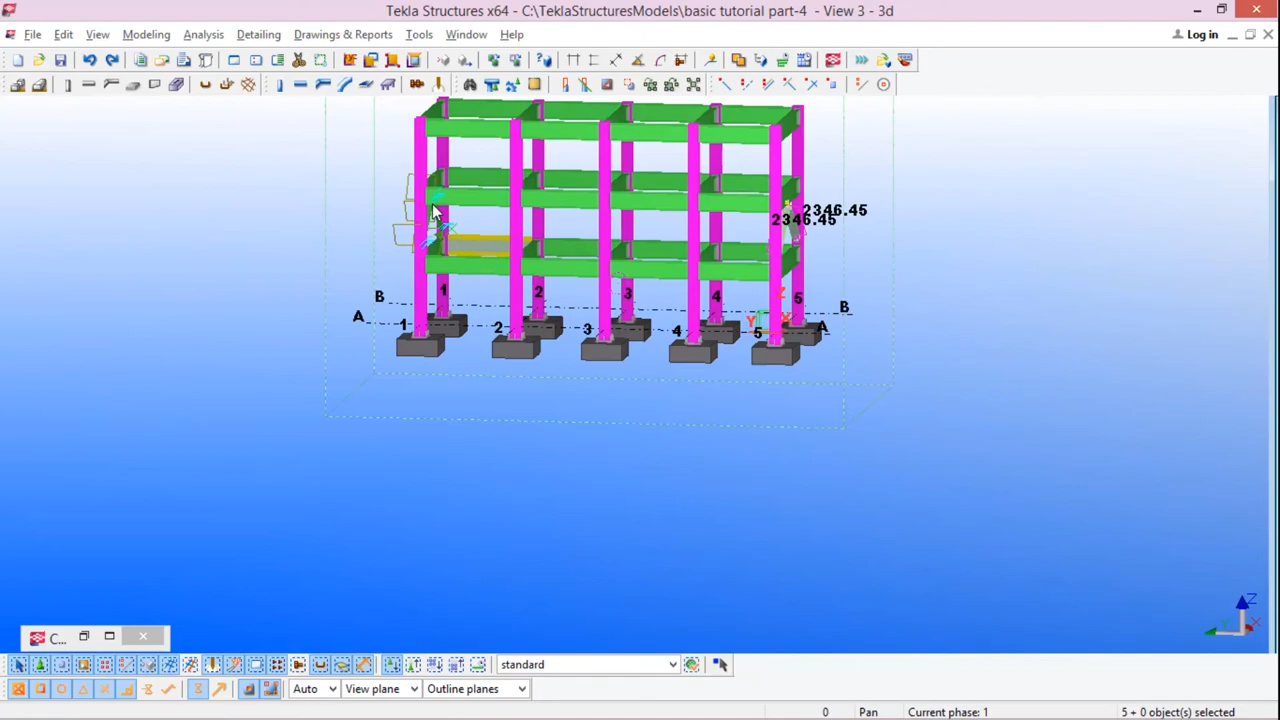 Tekla Structures x64 - C:\TeklaStructuresModels\basic tutorial part-4 - View 3 - 3d
File Edit View Modeling Analysis Detailing Drawings & Reports Tools Window Help Log in
2346.45
2346.45
B 1 2 3 4 5 B
A 1 2 3 4 5 A
Z
Y X
Z
Y X
C...
standard
Auto View plane Outline planes
0 Pan Current phase: 1 5 + 0 object(s) selected